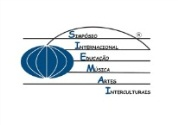 SIMPÓSIO ®
INTERNACIONAL
EDUCAÇÃO
MÚSICA
ARTES
INTERCULTURAIS